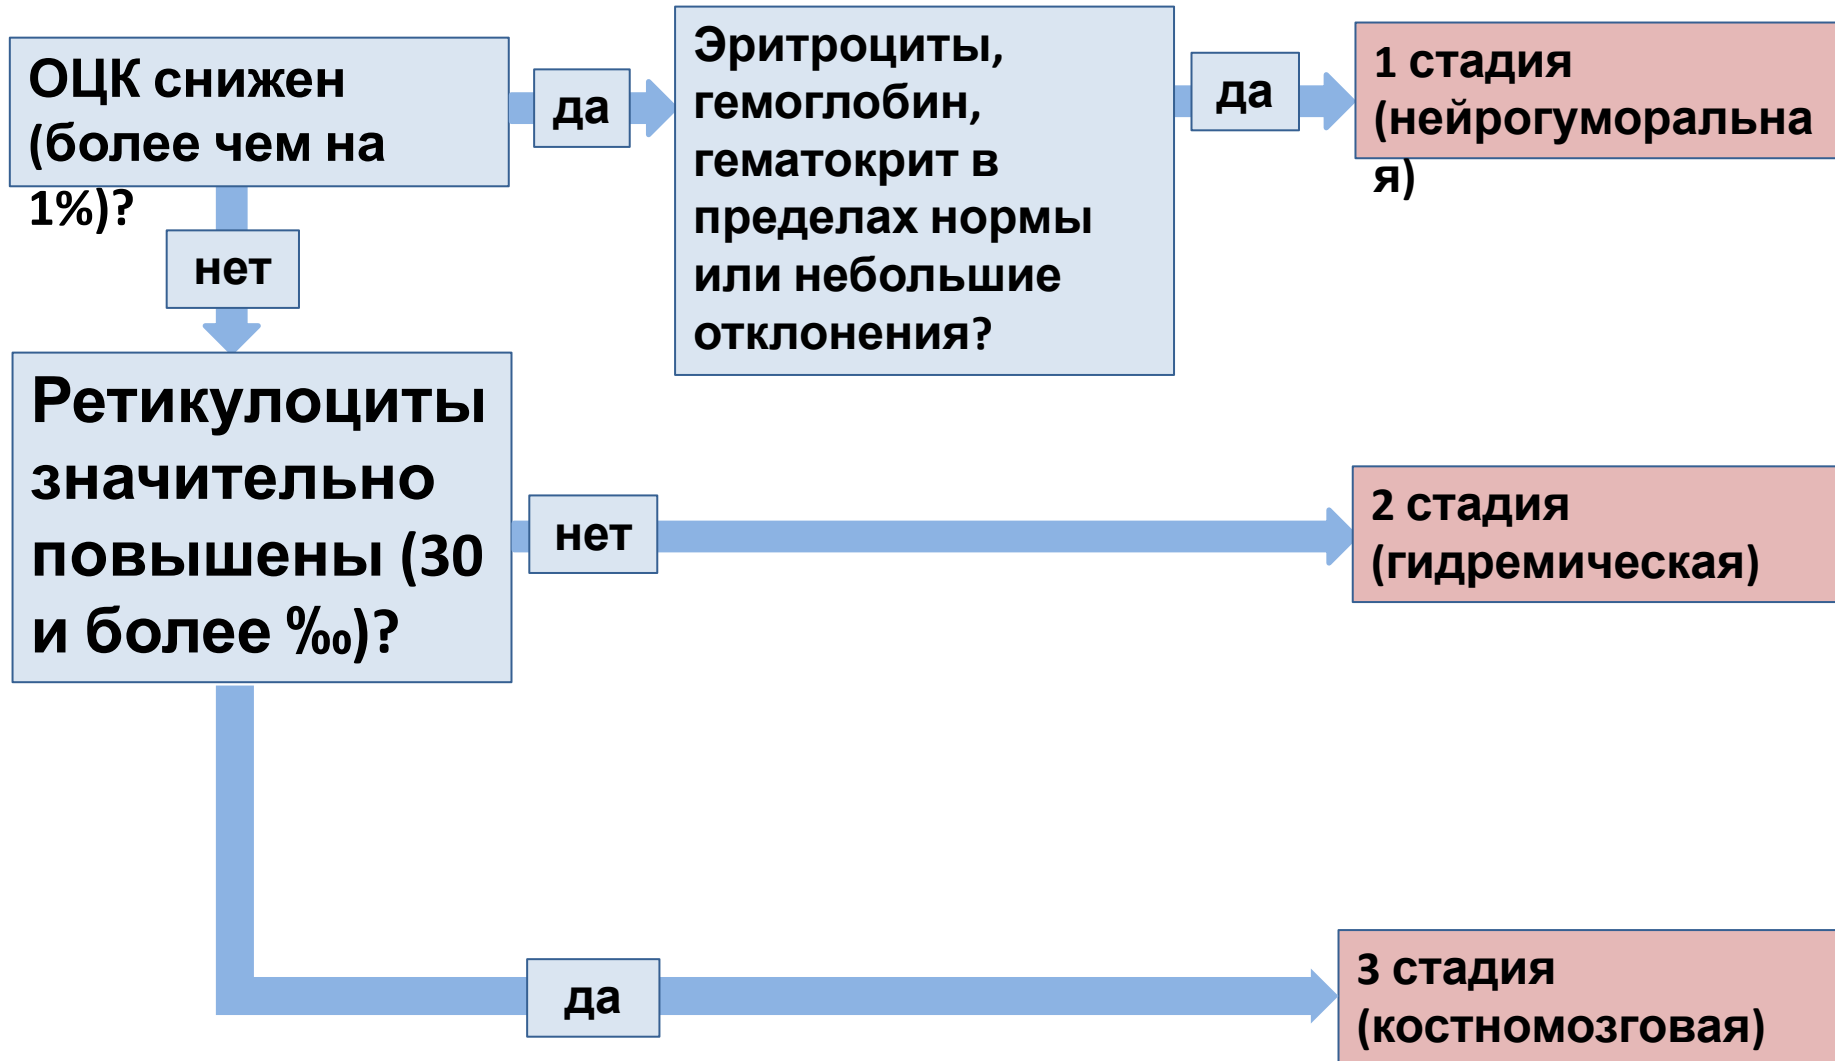 ОЦК снижен
(более чем на
1%)?
да
Эритроциты,
гемоглобин,
гематокрит в
пределах нормы
или небольшие
отклонения?
да
1 стадия
(нейрогуморальна
я)
нет
Ретикулоциты
значительно
повышены (30
и более ‰)?
нет
2 стадия
(гидремическая)
да
3 стадия
(костномозговая)